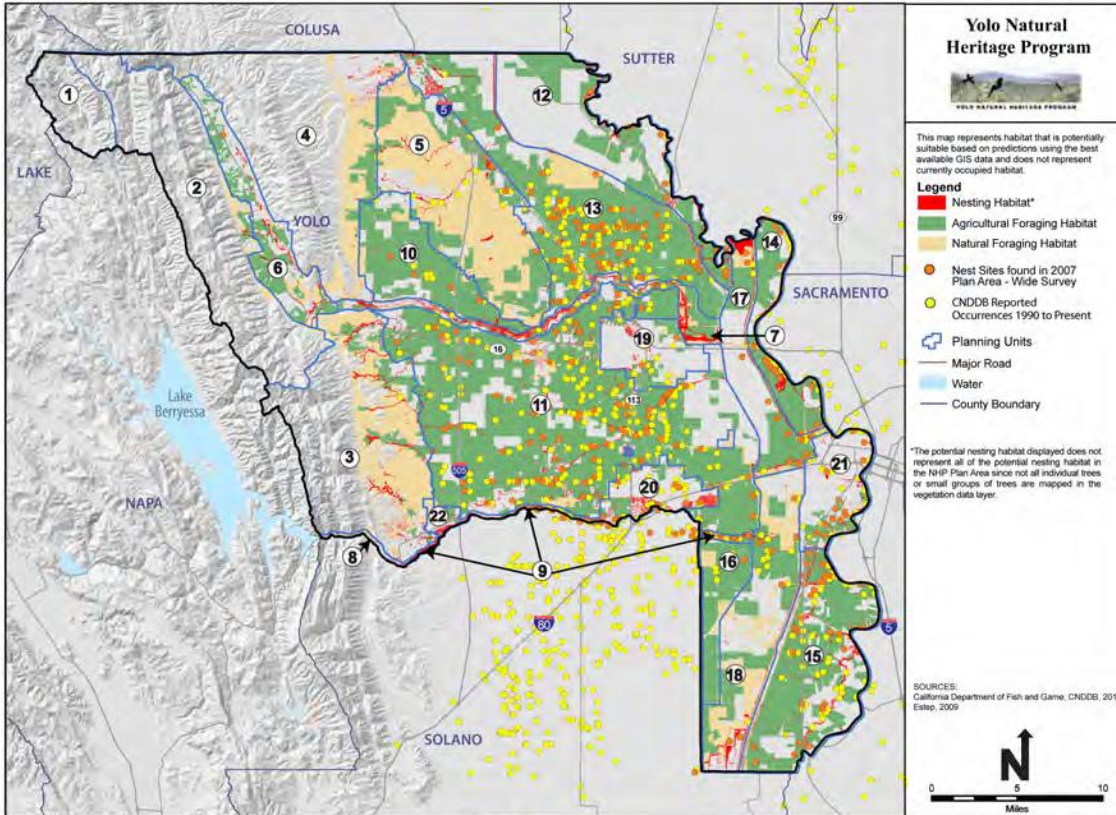 COLUSA
SUTTER
LAKE
YOLO
SACRAMENTO
NAPA
SOLANO
Lake
Berryessa
1
2
3
4
5
6
7
8
9
10
11
12
13
14
15
16
17
18
19
20
21
22
5
99
16
113
505
80
5
Yolo Natural
Heritage Program
YOLO NATURAL HERITAGE PROGRAM
This map represents habitat that is potentially
suitable based on predictions using the best
available GIS data and does not represent
currently occupied habitat.
Legend
Nesting Habitat*
Agricultural Foraging Habitat
Natural Foraging Habitat
Nest Sites found in 2007
Plan Area - Wide Survey
CNDDB Reported
Occurrences 1990 to Present
Planning Units
Major Road
Water
County Boundary
*The potential nesting habitat displayed does not
represent all of the potential nesting habitat in
the NHP Plan Area since not all individual trees
or small groups of trees are mapped in the
vegetation data layer.
SOURCES:
California Department of Fish and Game, CNDDB, 201
Estep, 2009
N
0 5 10
Miles